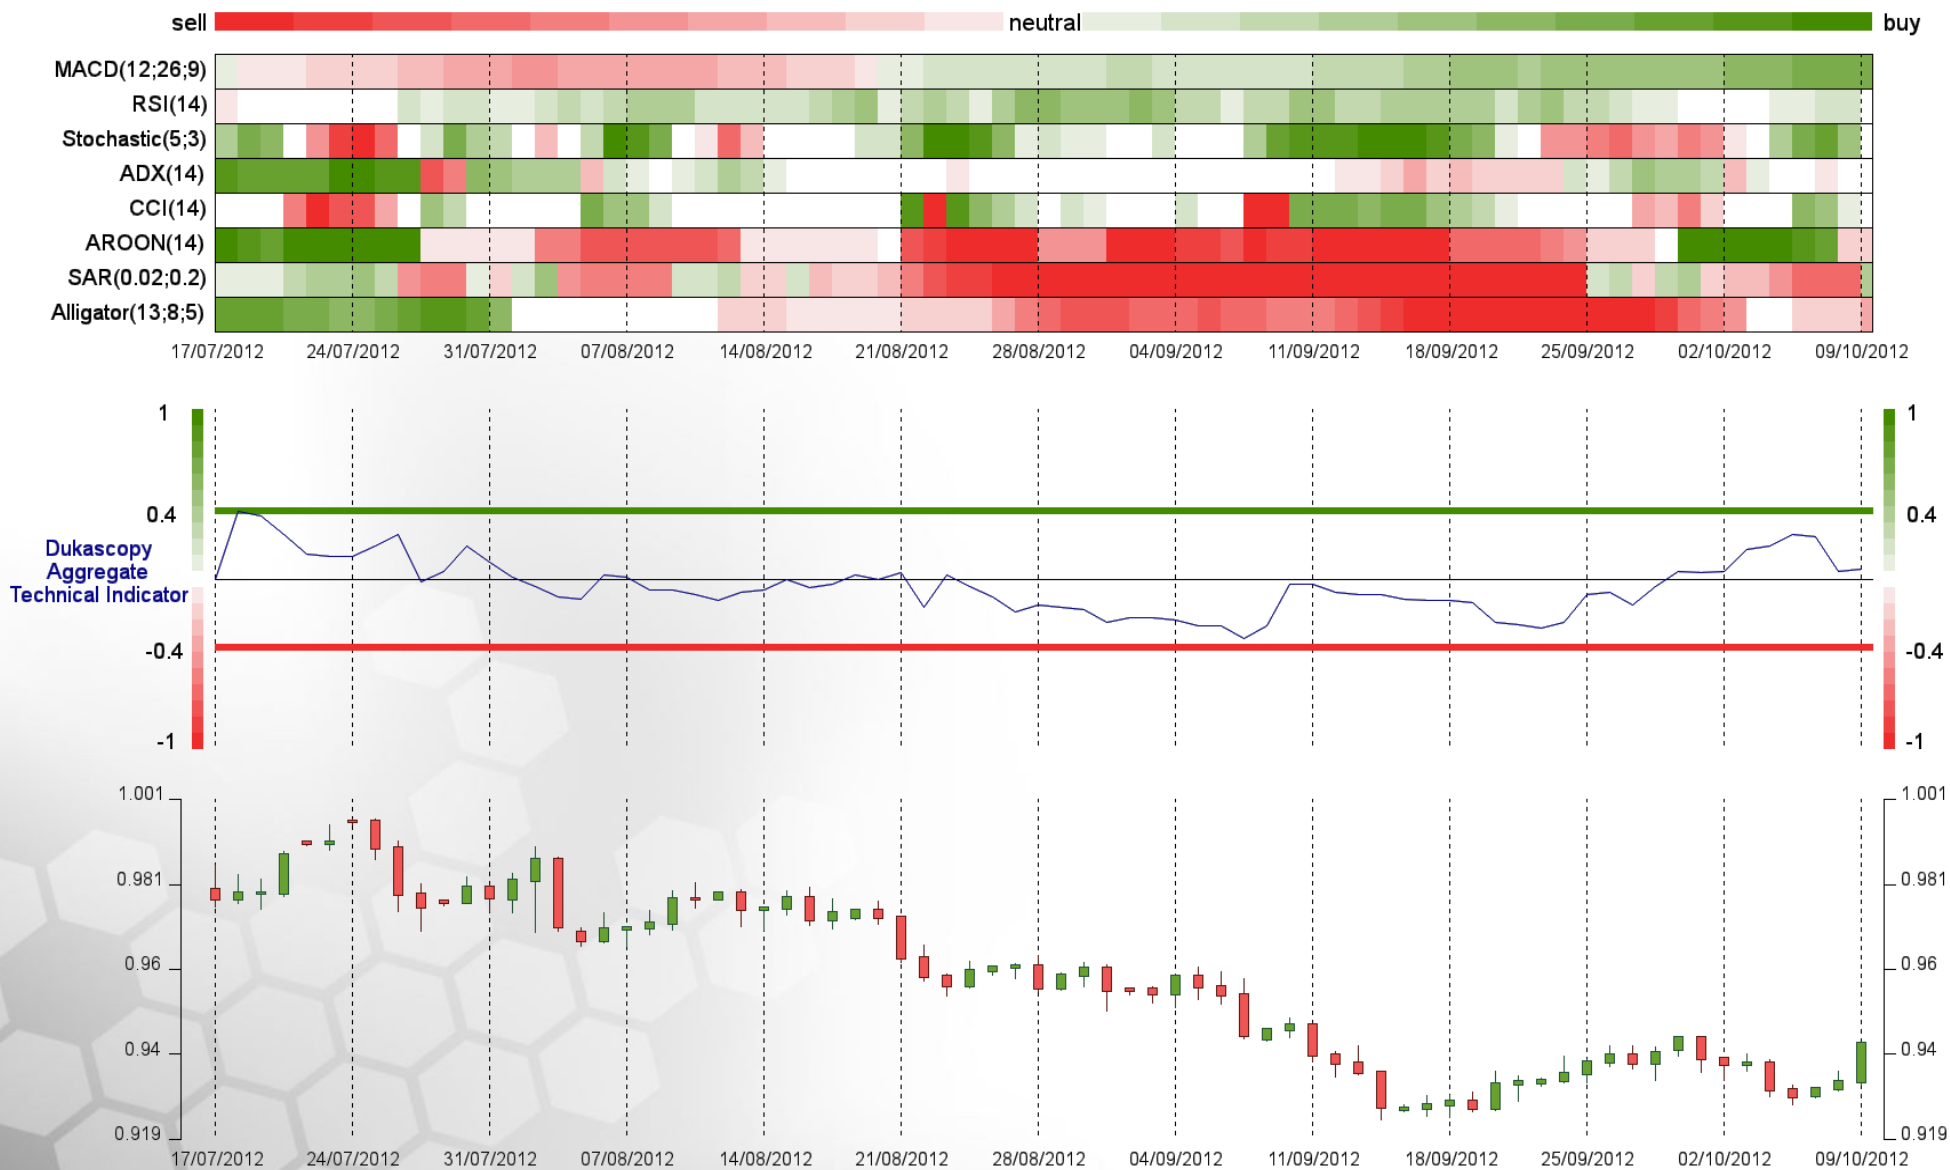 sell neutral buy
MACD(12;26;9)
RSI(14)
Stochastic(5;3)
ADX(14)
CCI(14)
AROON(14)
SAR(0.02;0.2)
Alligator(13;8;5)
17/07/2012 24/07/2012 31/07/2012 07/08/2012 14/08/2012 21/08/2012 28/08/2012 04/09/2012 11/09/2012 18/09/2012 25/09/2012 02/10/2012 09/10/2012
1 1
0.4 0.4
Dukascopy
Aggregate
Technical Indicator
-0.4 -0.4
-1 -1
1.001 1.001
0.981 0.981
0.96 0.96
0.94 0.94
0.919 0.919
17/07/2012 24/07/2012 31/07/2012 07/08/2012 14/08/2012 21/08/2012 28/08/2012 04/09/2012 11/09/2012 18/09/2012 25/09/2012 02/10/2012 09/10/2012